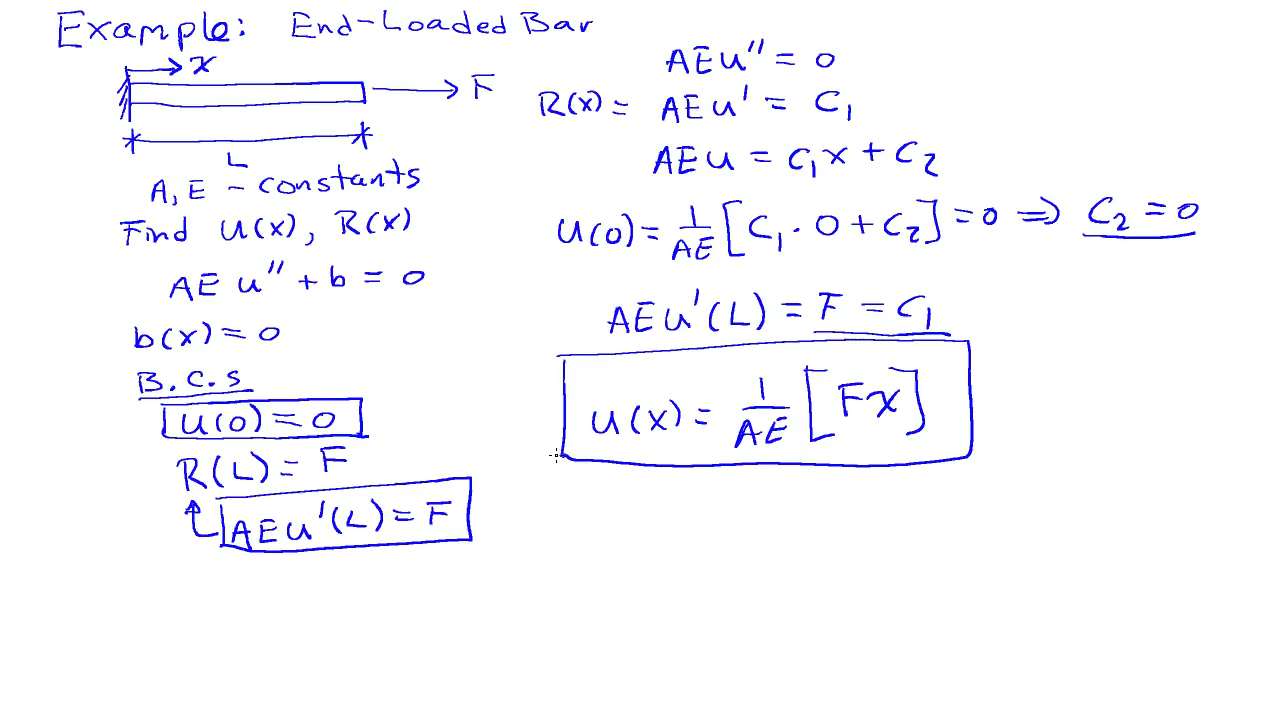 Example: End-Loaded Bar
x
F
L
A, E - constants
Find u(x), R(x)
AE u'' + b = 0
b(x) = 0
B.C.s
u(0) = 0
R(L) = F
AEu'(L) = F
AEu'' = 0
R(x) = AEu' = C₁
AEu = C₁x + C₂
u(0) = 1/AE [C₁ · 0 + C₂] = 0 ⇒ C₂ = 0
AEu'(L) = F = C₁
u(x) = 1/AE [Fx]